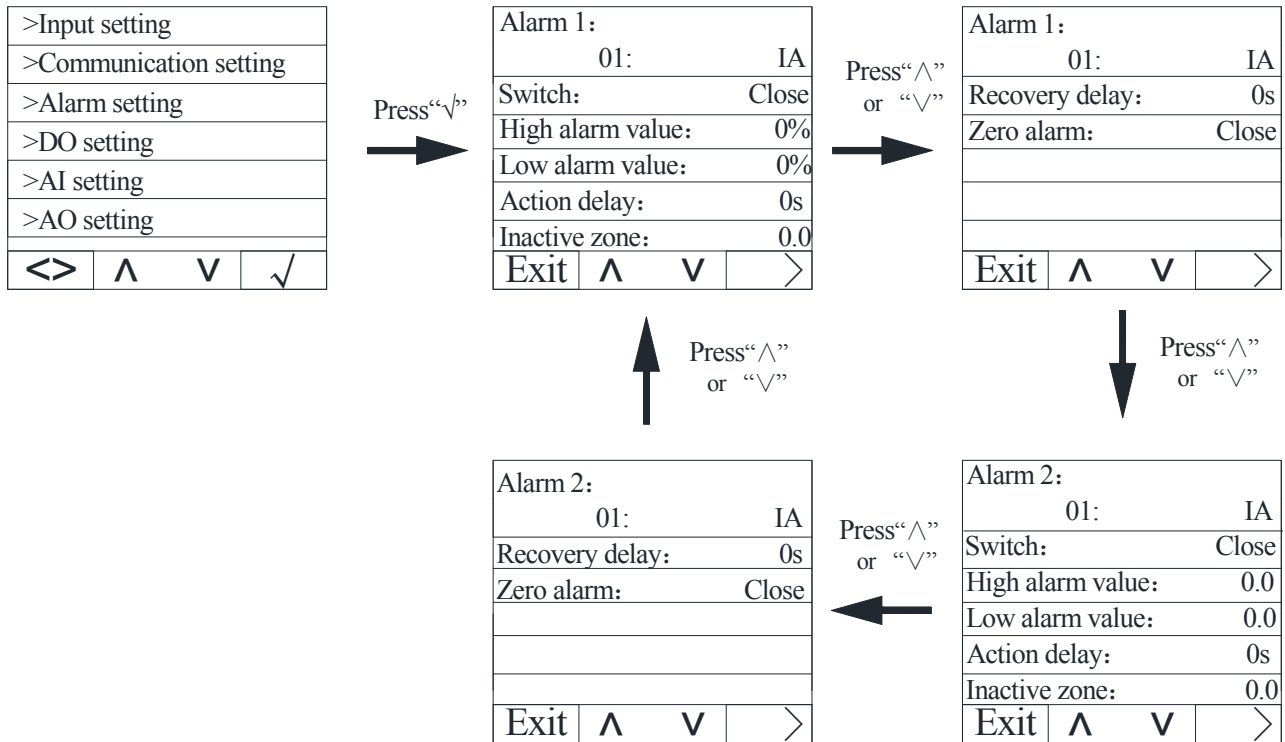 >Input setting
>Communication setting
>Alarm setting
>DO setting
>AI setting
>AO setting
<> ∧ ∨ √
Press“√”
Alarm 1：
01: IA
Switch： Close
High alarm value： 0%
Low alarm value： 0%
Action delay： 0s
Inactive zone： 0.0
Exit ∧ ∨ >
Press“∧”
or “∨”
Alarm 1：
01: IA
Recovery delay： 0s
Zero alarm： Close
Exit ∧ ∨ >
Press“∧”
or “∨”
Press“∧”
or “∨”
Alarm 2：
01: IA
Recovery delay： 0s
Zero alarm： Close
Exit ∧ ∨ >
Press“∧”
or “∨”
Alarm 2：
01: IA
Switch： Close
High alarm value： 0.0
Low alarm value： 0.0
Action delay： 0s
Inactive zone： 0.0
Exit ∧ ∨ >